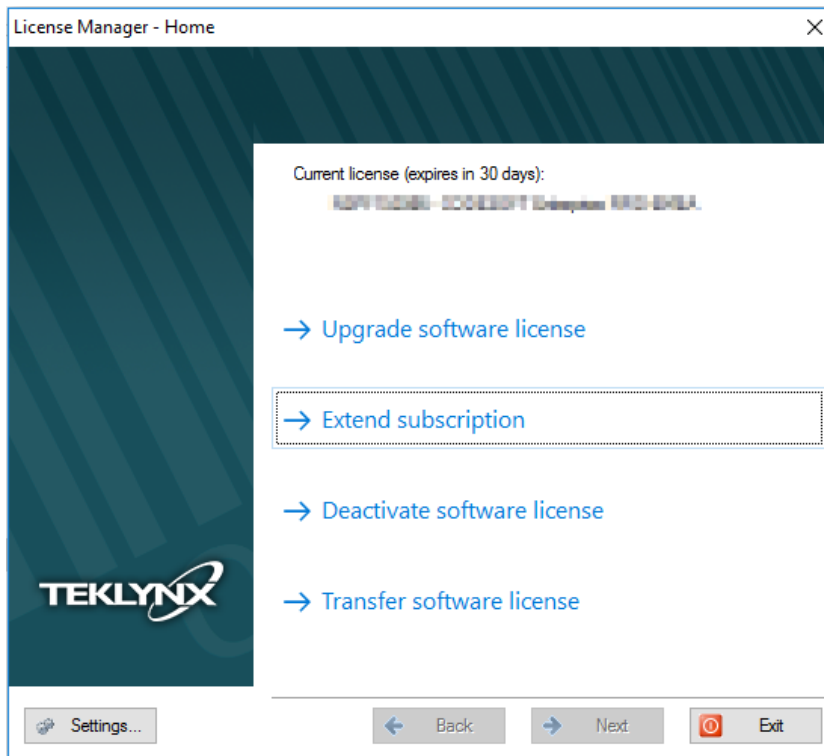 License Manager - Home
Current license (expires in 30 days):
Upgrade software license
Extend subscription
Deactivate software license
Transfer software license
TEKLYNX
Settings...
Back
Next
Exit